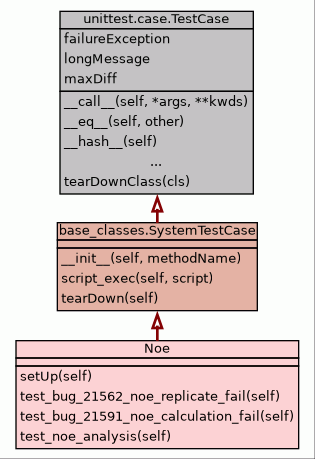 unittest.case.TestCase
failureException
longMessage
maxDiff
__call__(self, *args, **kwds)
__eq__(self, other)
__hash__(self)
...
tearDownClass(cls)
base_classes.SystemTestCase
__init__(self, methodName)
script_exec(self, script)
tearDown(self)
Noe
setUp(self)
test_bug_21562_noe_replicate_fail(self)
test_bug_21591_noe_calculation_fail(self)
test_noe_analysis(self)